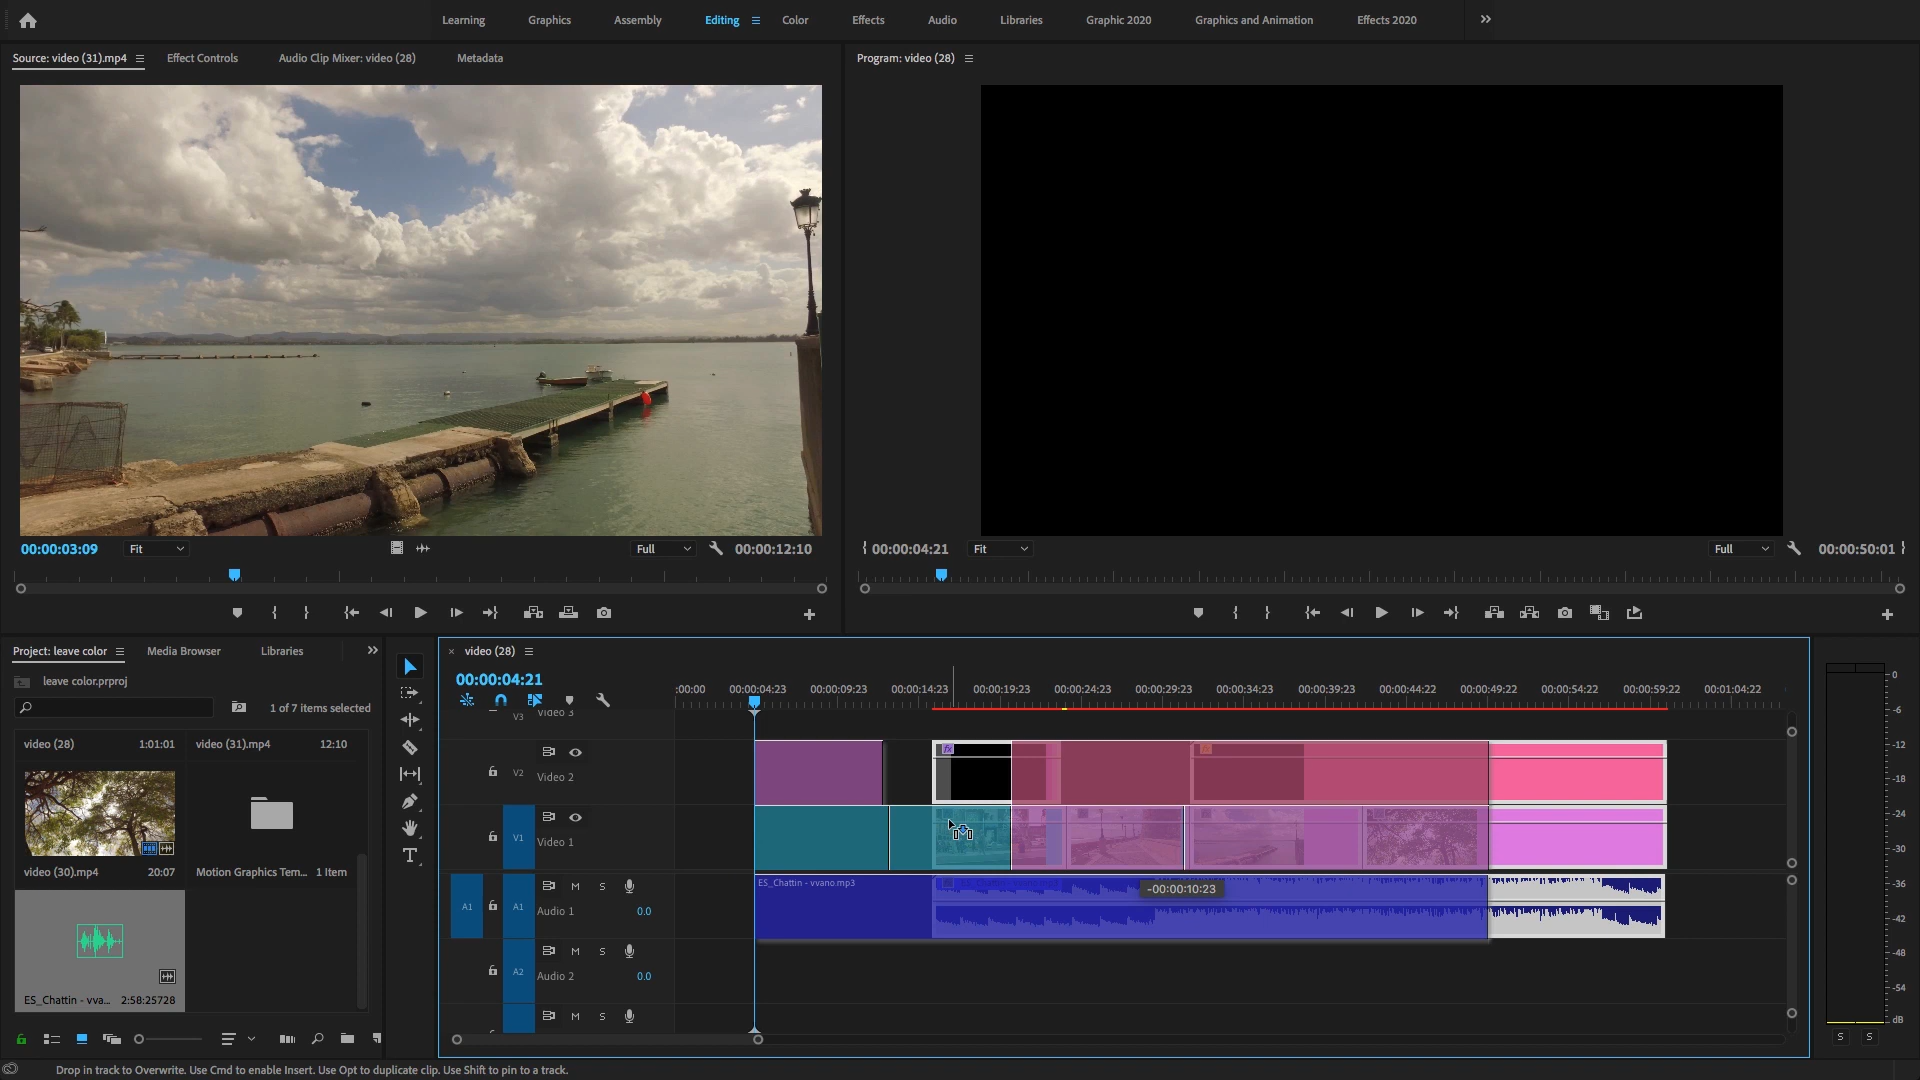 Learning Graphics Assembly Editing Color Effects Audio Libraries Graphic 2020 Graphics and Animation Effects 2020
Source: video (31).mp4 Effect Controls Audio Clip Mixer: video (28) Metadata
Program: video (28)
00:00:03:09 Fit Full 00:00:12:10
00:00:04:21 Fit Full 00:00:50:01
Project: leave color Media Browser Libraries
leave color.prproj
1 of 7 items selected
video (28) 1:01:01 video (31).mp4 12:10
video (30).mp4 20:07 Motion Graphics Tem... 1 Item
ES_Chattin - vva... 2:58:25728
T
× video (28)
00:00:04:21
:00:00 00:00:04:23 00:00:09:23 00:00:14:23 00:00:19:23 00:00:24:23 00:00:29:23 00:00:34:23 00:00:39:23 00:00:44:22 00:00:49:22 00:00:54:22 00:00:59:22 00:01:04:22
V3 Video 3
V2 Video 2
fx
V1 Video 1
ES_Chattin - vvano.mp3
-00:00:10:23
A1 A1 M S
Audio 1 0.0
A2 M S
Audio 2 0.0
M S
0
-6
-12
-18
-24
-30
-36
-42
-48
-54
dB
S S
Drop in track to Overwrite. Use Cmd to enable Insert. Use Opt to duplicate clip. Use Shift to pin to a track.